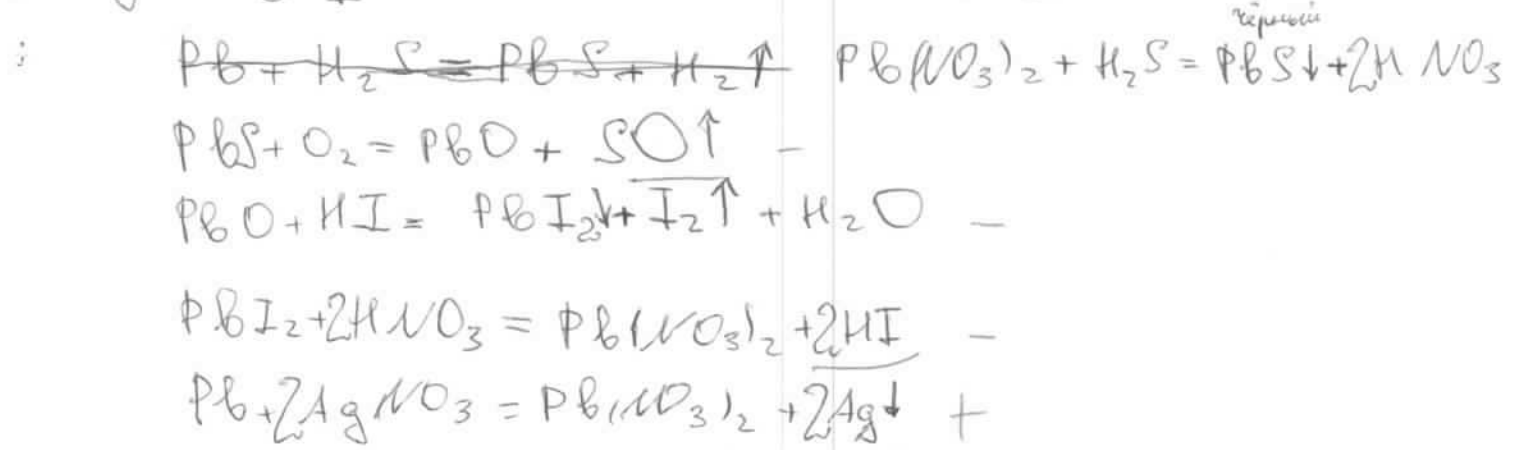 чёрный
Pb + H₂S = PbS + H₂↑ Pb(NO₃)₂ + H₂S = PbS↓ + 2HNO₃
PbS + O₂ = PbO + SO↑ –
PbO + HI = PbI₂↓ + I₂↑ + H₂O –
PbI₂ + 2HNO₃ = Pb(NO₃)₂ + 2HI –
Pb + 2AgNO₃ = Pb(NO₃)₂ + 2Ag↓ +